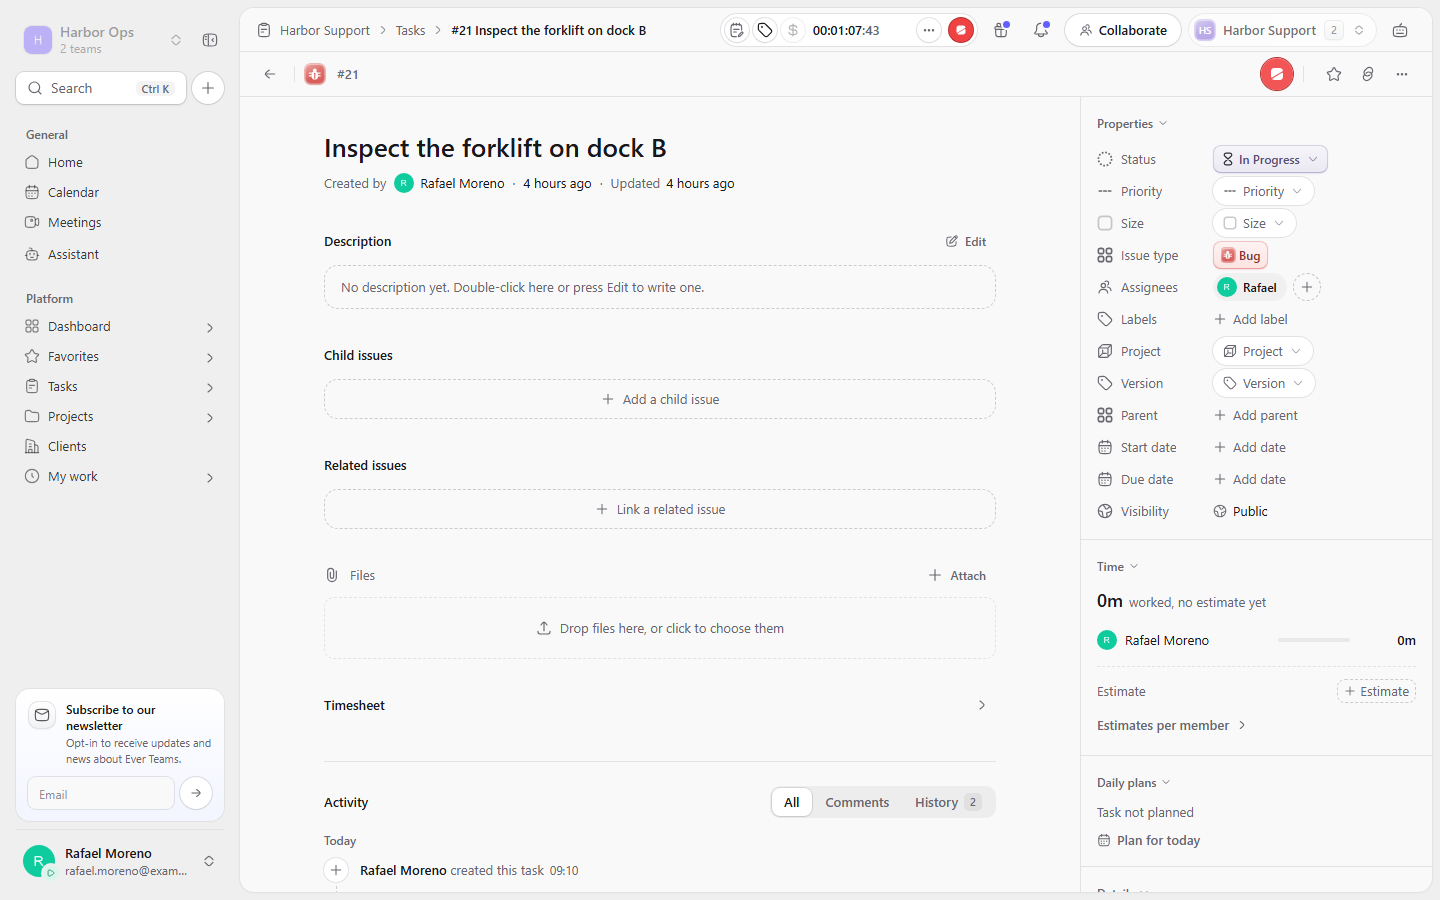 H
Harbor Ops
2 teams
Search
Ctrl K
General
Home
Calendar
Meetings
Assistant
Platform
Dashboard
Favorites
Tasks
Projects
Clients
My work
Subscribe to our
newsletter
Opt-in to receive updates and
news about Ever Teams.
Email
R
Rafael Moreno
rafael.moreno@exam...
Harbor Support
Tasks
#21 Inspect the forklift on dock B
00:01:07:43
Collaborate
HS
Harbor Support
2
#21
Inspect the forklift on dock B
Created by
R
Rafael Moreno · 4 hours ago · Updated 4 hours ago
Description
Edit
No description yet. Double-click here or press Edit to write one.
Child issues
Add a child issue
Related issues
Link a related issue
Files
Attach
Drop files here, or click to choose them
Timesheet
Activity
All
Comments
History
2
Today
Rafael Moreno created this task 09:10
Properties
Status
In Progress
Priority
Priority
Size
Size
Issue type
Bug
Assignees
R
Rafael
Labels
Add label
Project
Project
Version
Version
Parent
Add parent
Start date
Add date
Due date
Add date
Visibility
Public
Time
0m worked, no estimate yet
R
Rafael Moreno
0m
Estimate
Estimate
Estimates per member
Daily plans
Task not planned
Plan for today